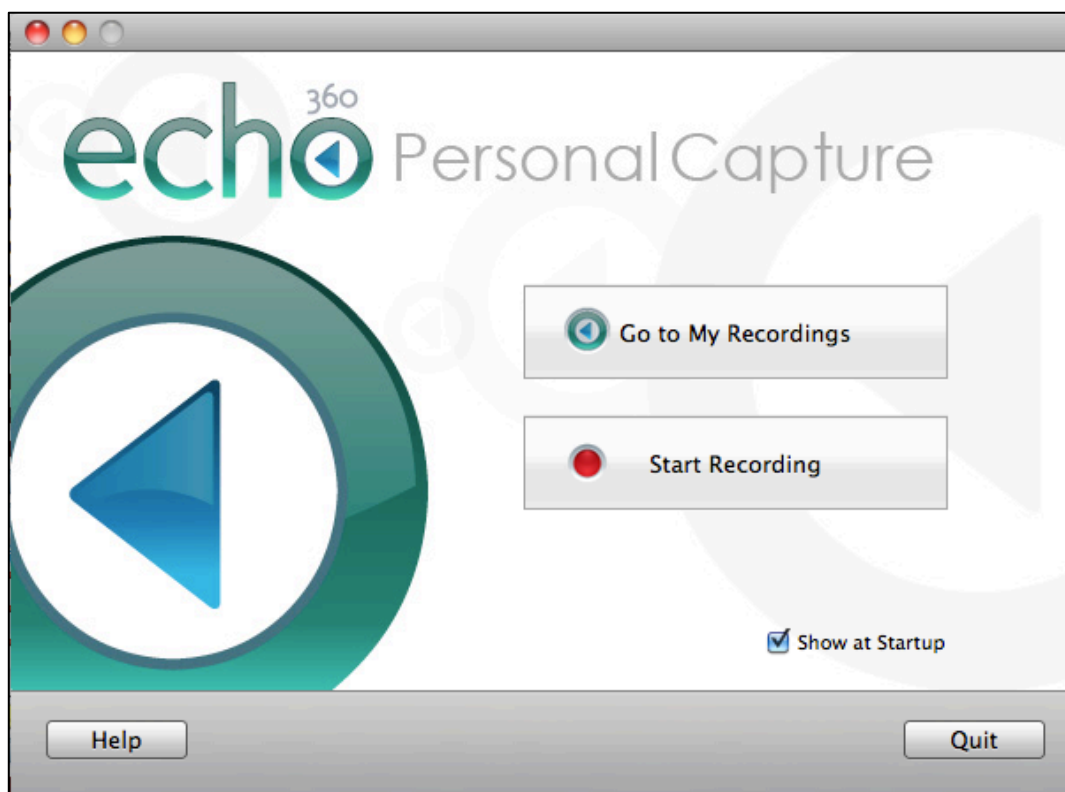 360
echo Personal Capture
Go to My Recordings
Start Recording
Show at Startup
Help Quit